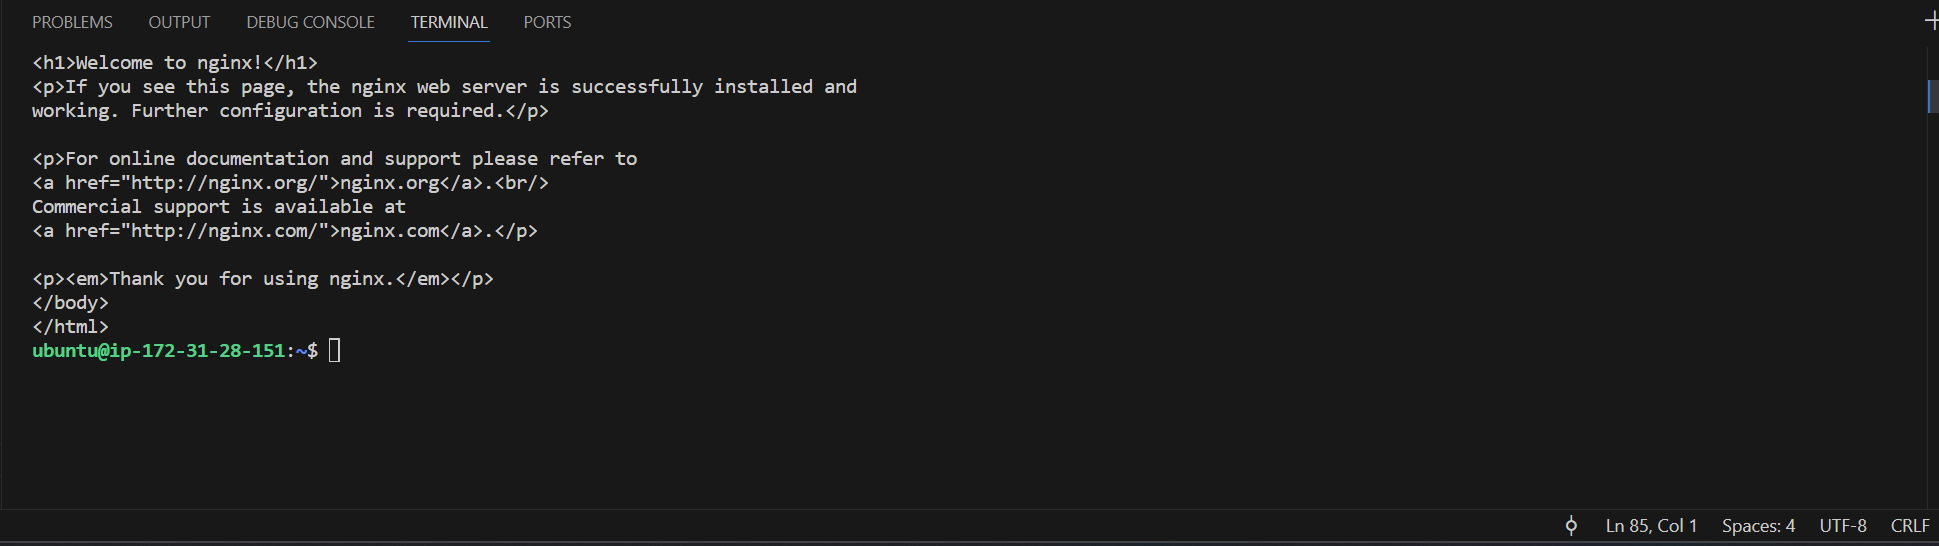 PROBLEMS OUTPUT DEBUG CONSOLE TERMINAL PORTS
<h1>Welcome to nginx!</h1>
<p>If you see this page, the nginx web server is successfully installed and
working. Further configuration is required.</p>
<p>For online documentation and support please refer to
<a href="http://nginx.org/">nginx.org</a>.<br/>
Commercial support is available at
<a href="http://nginx.com/">nginx.com</a>.</p>
<p><em>Thank you for using nginx.</em></p>
</body>
</html>
ubuntu@ip-172-31-28-151:~$
Ln 85, Col 1 Spaces: 4 UTF-8 CRLF